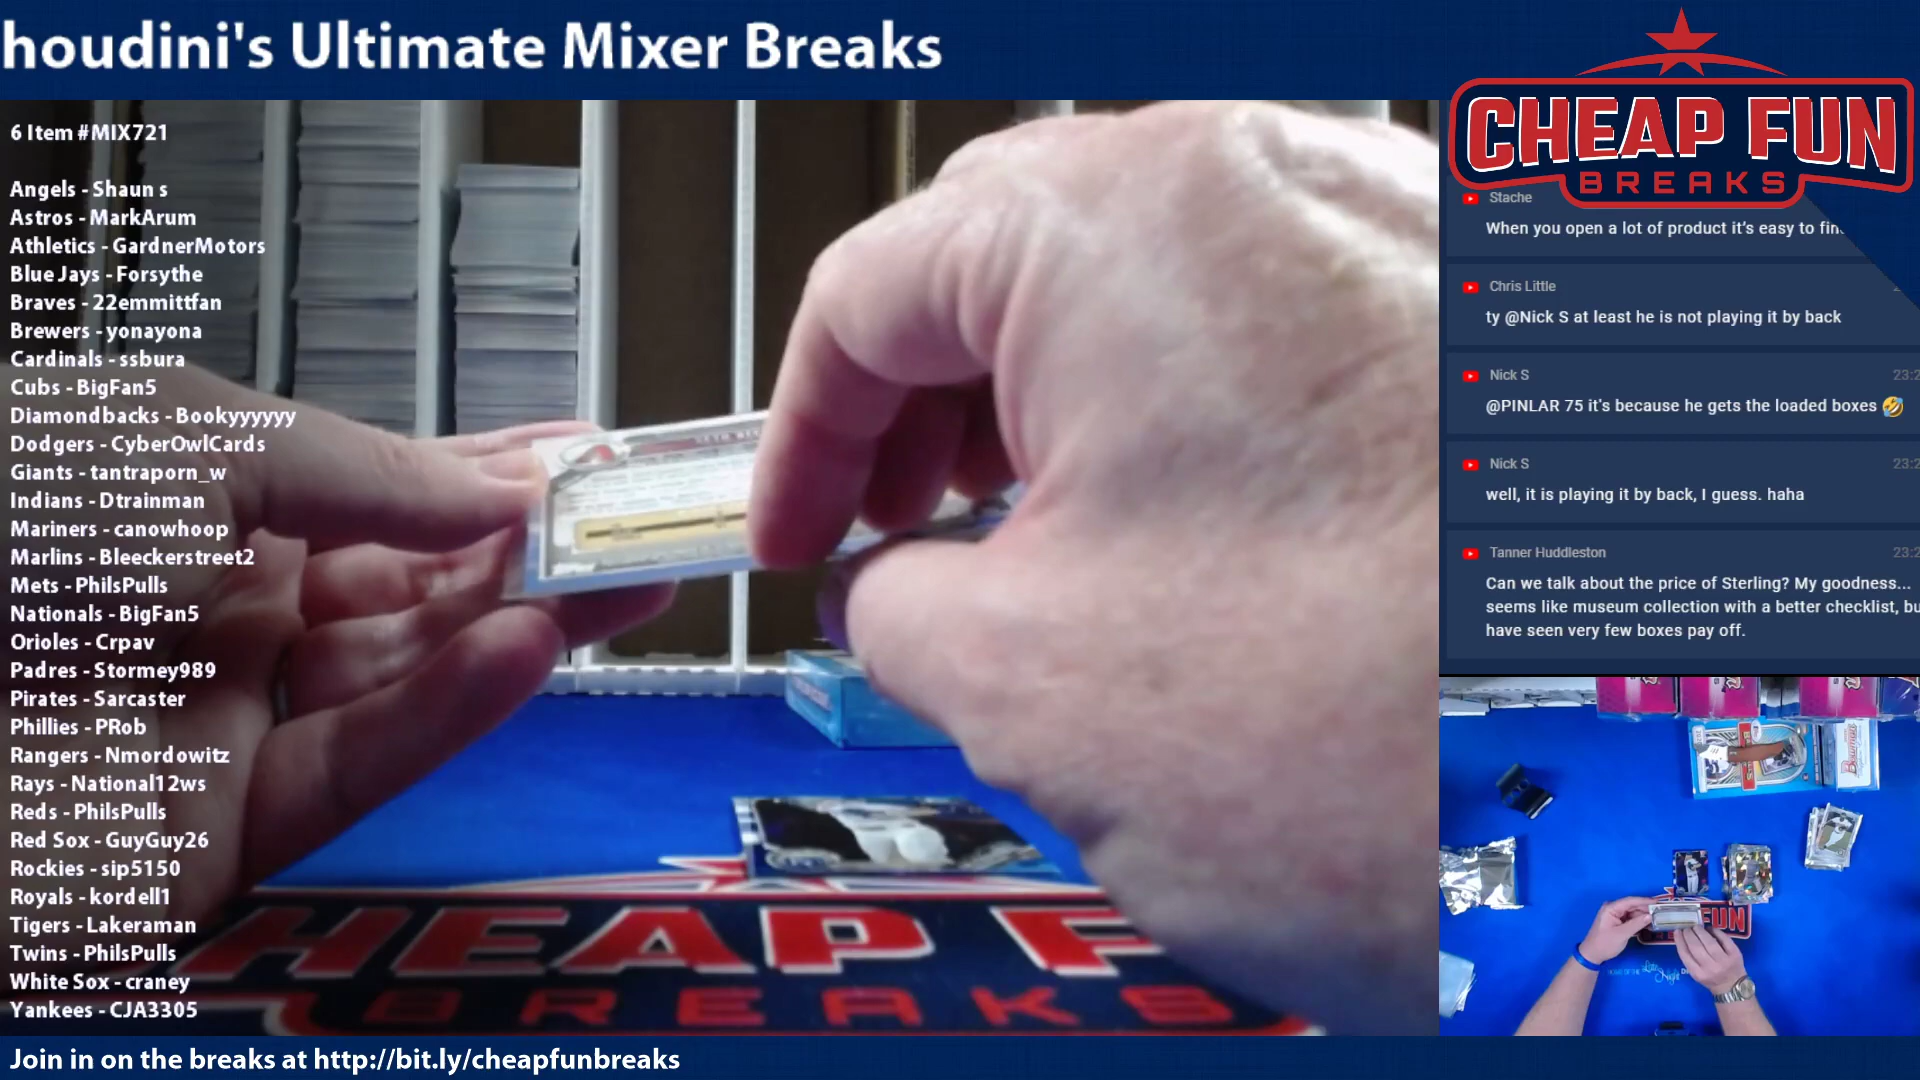 houdini's Ultimate Mixer Breaks
6 Item #MIX721
Angels - Shaun s
Astros - MarkArum
Athletics - GardnerMotors
Blue Jays - Forsythe
Braves - 22emmittfan
Brewers - yonayona
Cardinals - ssbura
Cubs - BigFan5
Diamondbacks - Bookyyyyyy
Dodgers - CyberOwlCards
Giants - tantraporn_w
Indians - Dtrainman
Mariners - canowhoop
Marlins - Bleeckerstreet2
Mets - PhilsPulls
Nationals - BigFan5
Orioles - Crpav
Padres - Stormey989
Pirates - Sarcaster
Phillies - PRob
Rangers - Nmordowitz
Rays - National12ws
Reds - PhilsPulls
Red Sox - GuyGuy26
Rockies - sip5150
Royals - kordell1
Tigers - Lakeraman
Twins - PhilsPulls
White Sox - craney
Yankees - CJA3305
HEAP F
BREAKS
Join in on the breaks at http://bit.ly/cheapfunbreaks
CHEAP FUN
BREAKS
Stache
When you open a lot of product it's easy to fin
Chris Little
ty @Nick S at least he is not playing it by back
Nick S
23:2
@PINLAR 75 it's because he gets the loaded boxes 🤣
Nick S
23:2
well, it is playing it by back, I guess. haha
Tanner Huddleston
23:2
Can we talk about the price of Sterling? My goodness...
seems like museum collection with a better checklist, bu
have seen very few boxes pay off.
Bowman
FUN